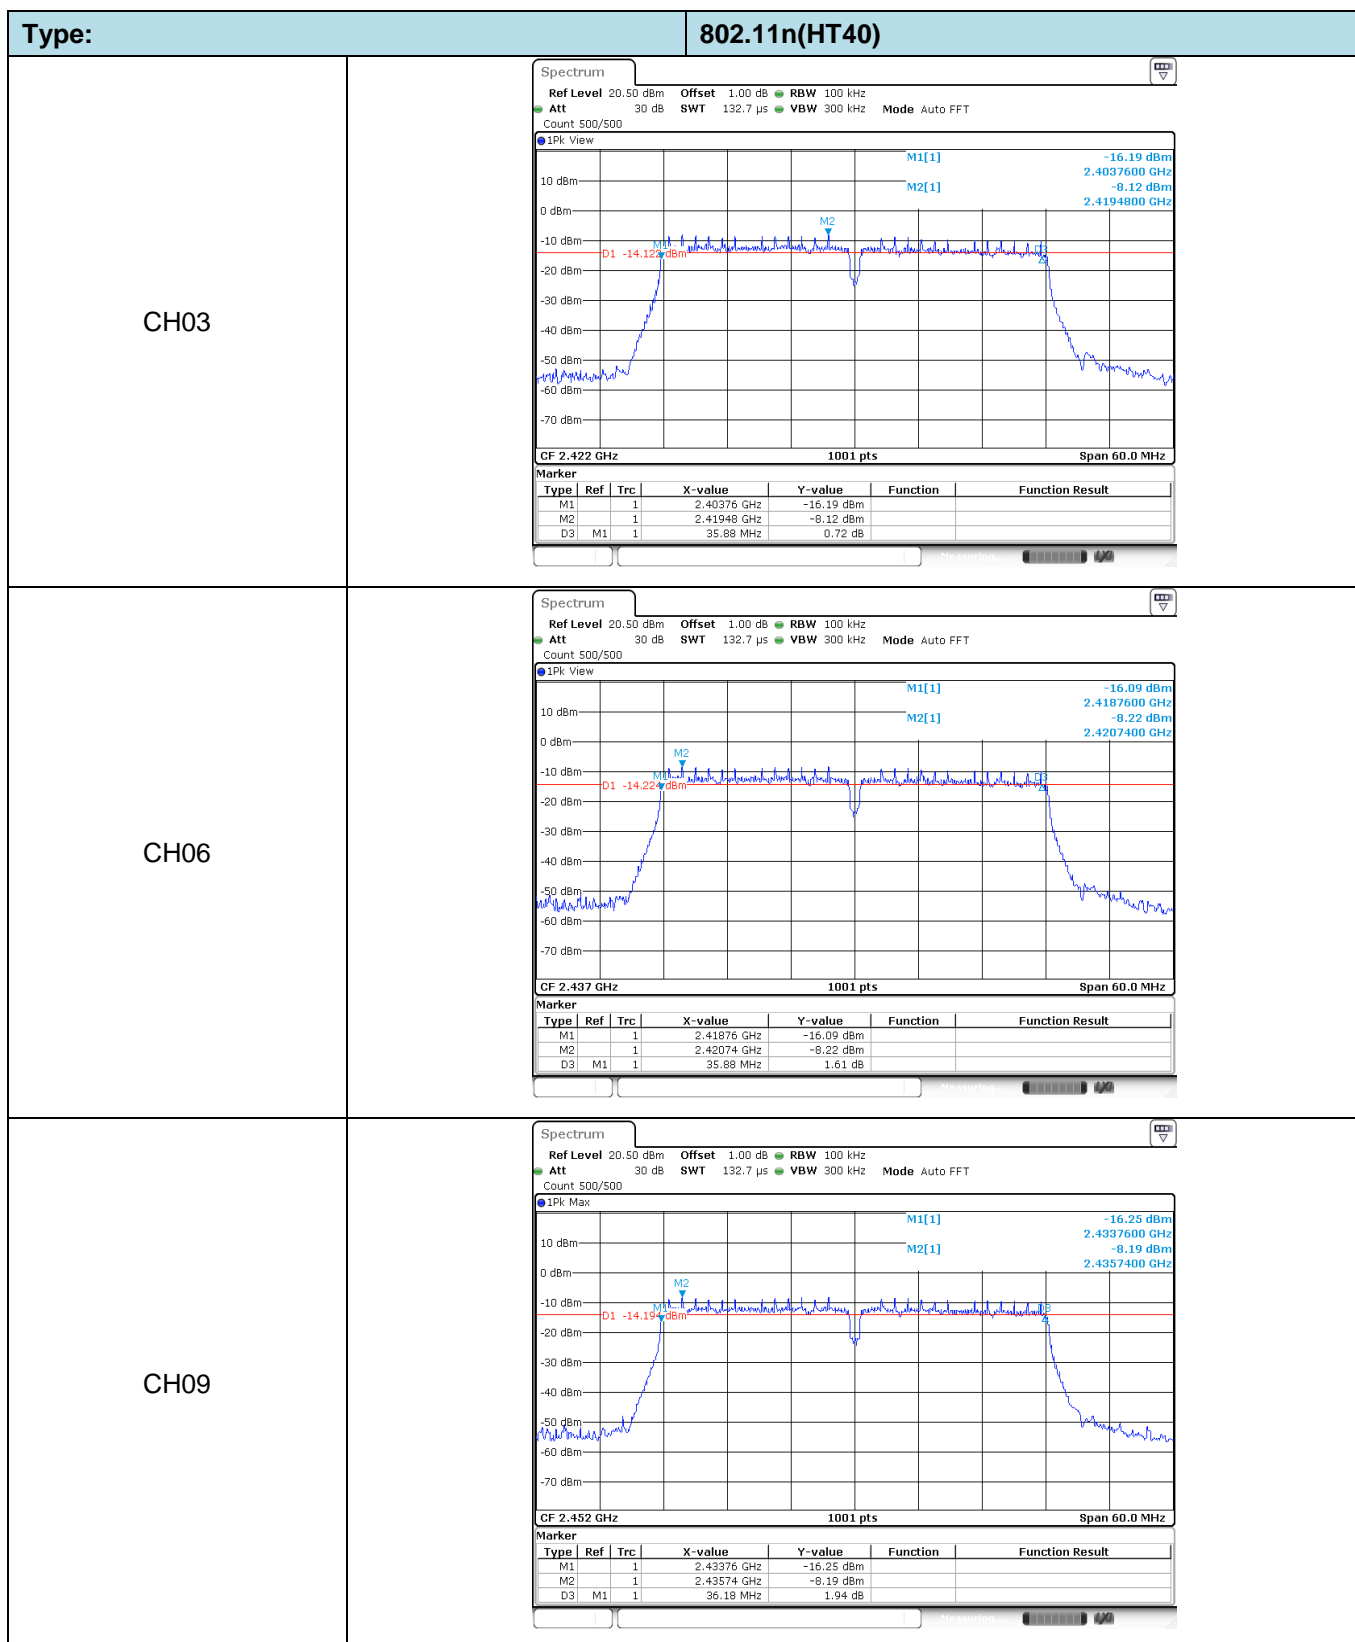 Type: 802.11n(HT40)
CH03
Spectrum
Ref Level 20.50 dBm Offset 1.00 dB RBW 100 kHz
Att 30 dB SWT 132.7 µs VBW 300 kHz Mode Auto FFT
Count 500/500
1Pk View
M1[1] -16.19 dBm
2.4037600 GHz
10 dBm
M2[1] -8.12 dBm
2.4194800 GHz
0 dBm
M2
-10 dBm
M1 D3
D1 -14.122 dBm
-20 dBm
-30 dBm
-40 dBm
-50 dBm
-60 dBm
-70 dBm
CF 2.422 GHz 1001 pts Span 60.0 MHz
Marker
Type Ref Trc X-value Y-value Function Function Result
M1 1 2.40376 GHz -16.19 dBm
M2 1 2.41948 GHz -8.12 dBm
D3 M1 1 35.88 MHz 0.72 dB
Measuring...
CH06
Spectrum
Ref Level 20.50 dBm Offset 1.00 dB RBW 100 kHz
Att 30 dB SWT 132.7 µs VBW 300 kHz Mode Auto FFT
Count 500/500
1Pk View
M1[1] -16.09 dBm
2.4187600 GHz
10 dBm
M2[1] -8.22 dBm
2.4207400 GHz
0 dBm
M2
-10 dBm
M1 D3
D1 -14.224 dBm
-20 dBm
-30 dBm
-40 dBm
-50 dBm
-60 dBm
-70 dBm
CF 2.437 GHz 1001 pts Span 60.0 MHz
Marker
Type Ref Trc X-value Y-value Function Function Result
M1 1 2.41876 GHz -16.09 dBm
M2 1 2.42074 GHz -8.22 dBm
D3 M1 1 35.88 MHz 1.61 dB
Measuring...
CH09
Spectrum
Ref Level 20.50 dBm Offset 1.00 dB RBW 100 kHz
Att 30 dB SWT 132.7 µs VBW 300 kHz Mode Auto FFT
Count 500/500
1Pk Max
M1[1] -16.25 dBm
2.4337600 GHz
10 dBm
M2[1] -8.19 dBm
2.4357400 GHz
0 dBm
M2
-10 dBm
M1 D3
D1 -14.194 dBm
-20 dBm
-30 dBm
-40 dBm
-50 dBm
-60 dBm
-70 dBm
CF 2.452 GHz 1001 pts Span 60.0 MHz
Marker
Type Ref Trc X-value Y-value Function Function Result
M1 1 2.43376 GHz -16.25 dBm
M2 1 2.43574 GHz -8.19 dBm
D3 M1 1 36.18 MHz 1.94 dB
Measuring...